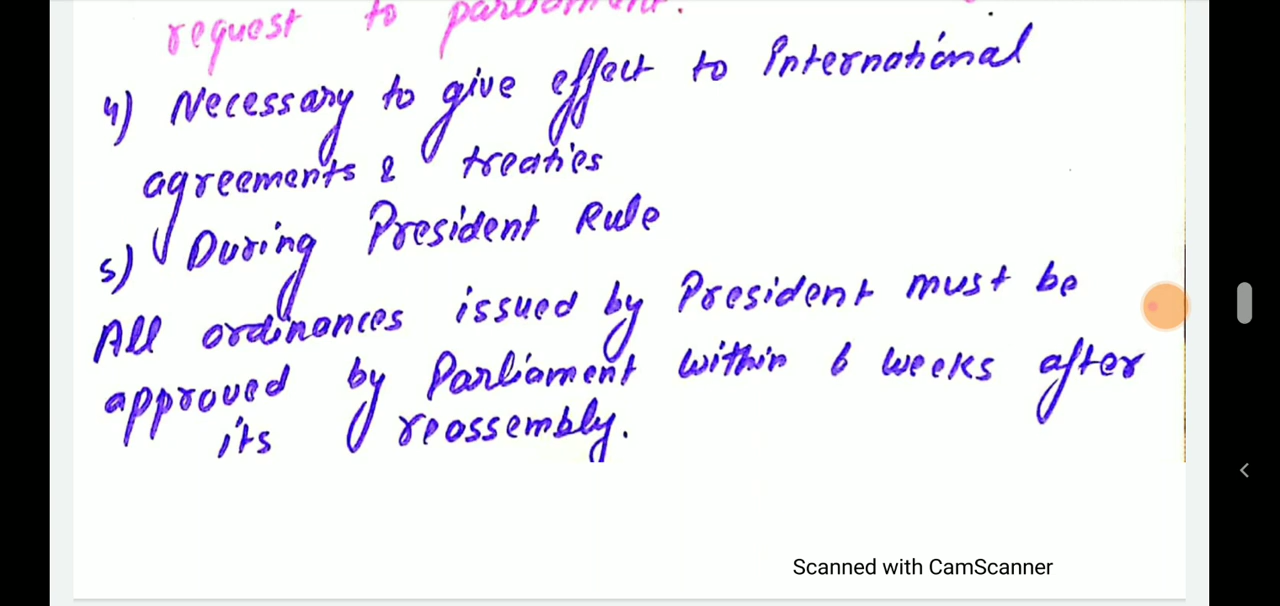 request to parliament.
4) Necessary to give effect to International
agreements & treaties
5) During President Rule
All ordinances issued by President must be
approved by Parliament within 6 weeks after
its reassembly.
Scanned with CamScanner